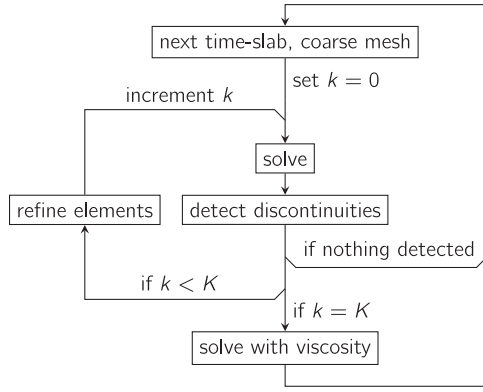 next time-slab, coarse mesh
set k = 0
increment k
solve
refine elements
detect discontinuities
if nothing detected
if k < K
if k = K
solve with viscosity